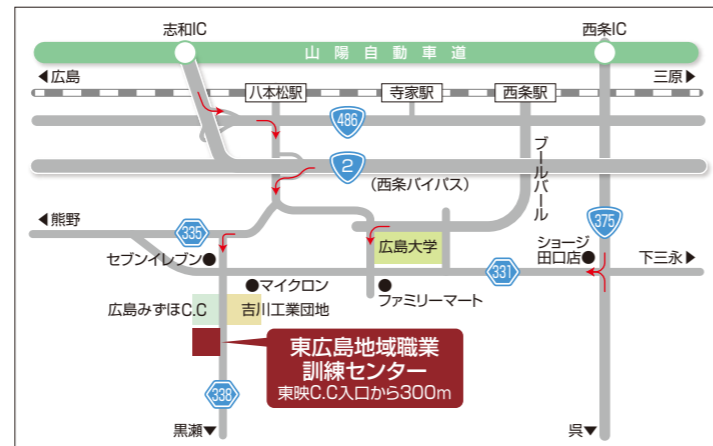 志和IC
西条IC
山陽自動車道
◀広島
三原▶
八本松駅
寺家駅
西条駅
486
ブールバール
2
(西条バイパス)
375
◀熊野
335
広島大学
ショージ
田口店●
セブンイレブン●
331
下三永▶
●マイクロン
●
ファミリーマート
広島みずほC.C
吉川工業団地
東広島地域職業
訓練センター
東映C.C入口から300m
338
黒瀬▼
呉▼